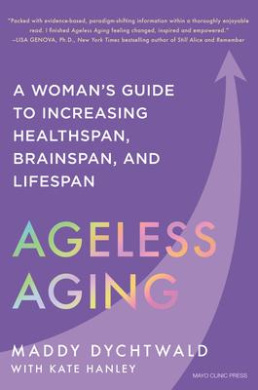 "Packed with evidence-based, paradigm-shifting information within a thoroughly enjoyable
read. I finished Ageless Aging feeling changed, inspired and empowered."
—LISA GENOVA, Ph.D., New York Times bestselling author of Still Alice and Remember
A WOMAN'S GUIDE
TO INCREASING
HEALTHSPAN,
BRAINSPAN, AND
LIFESPAN
AGELESS
AGING
MADDY DYCHTWALD
WITH KATE HANLEY
MAYO CLINIC PRESS